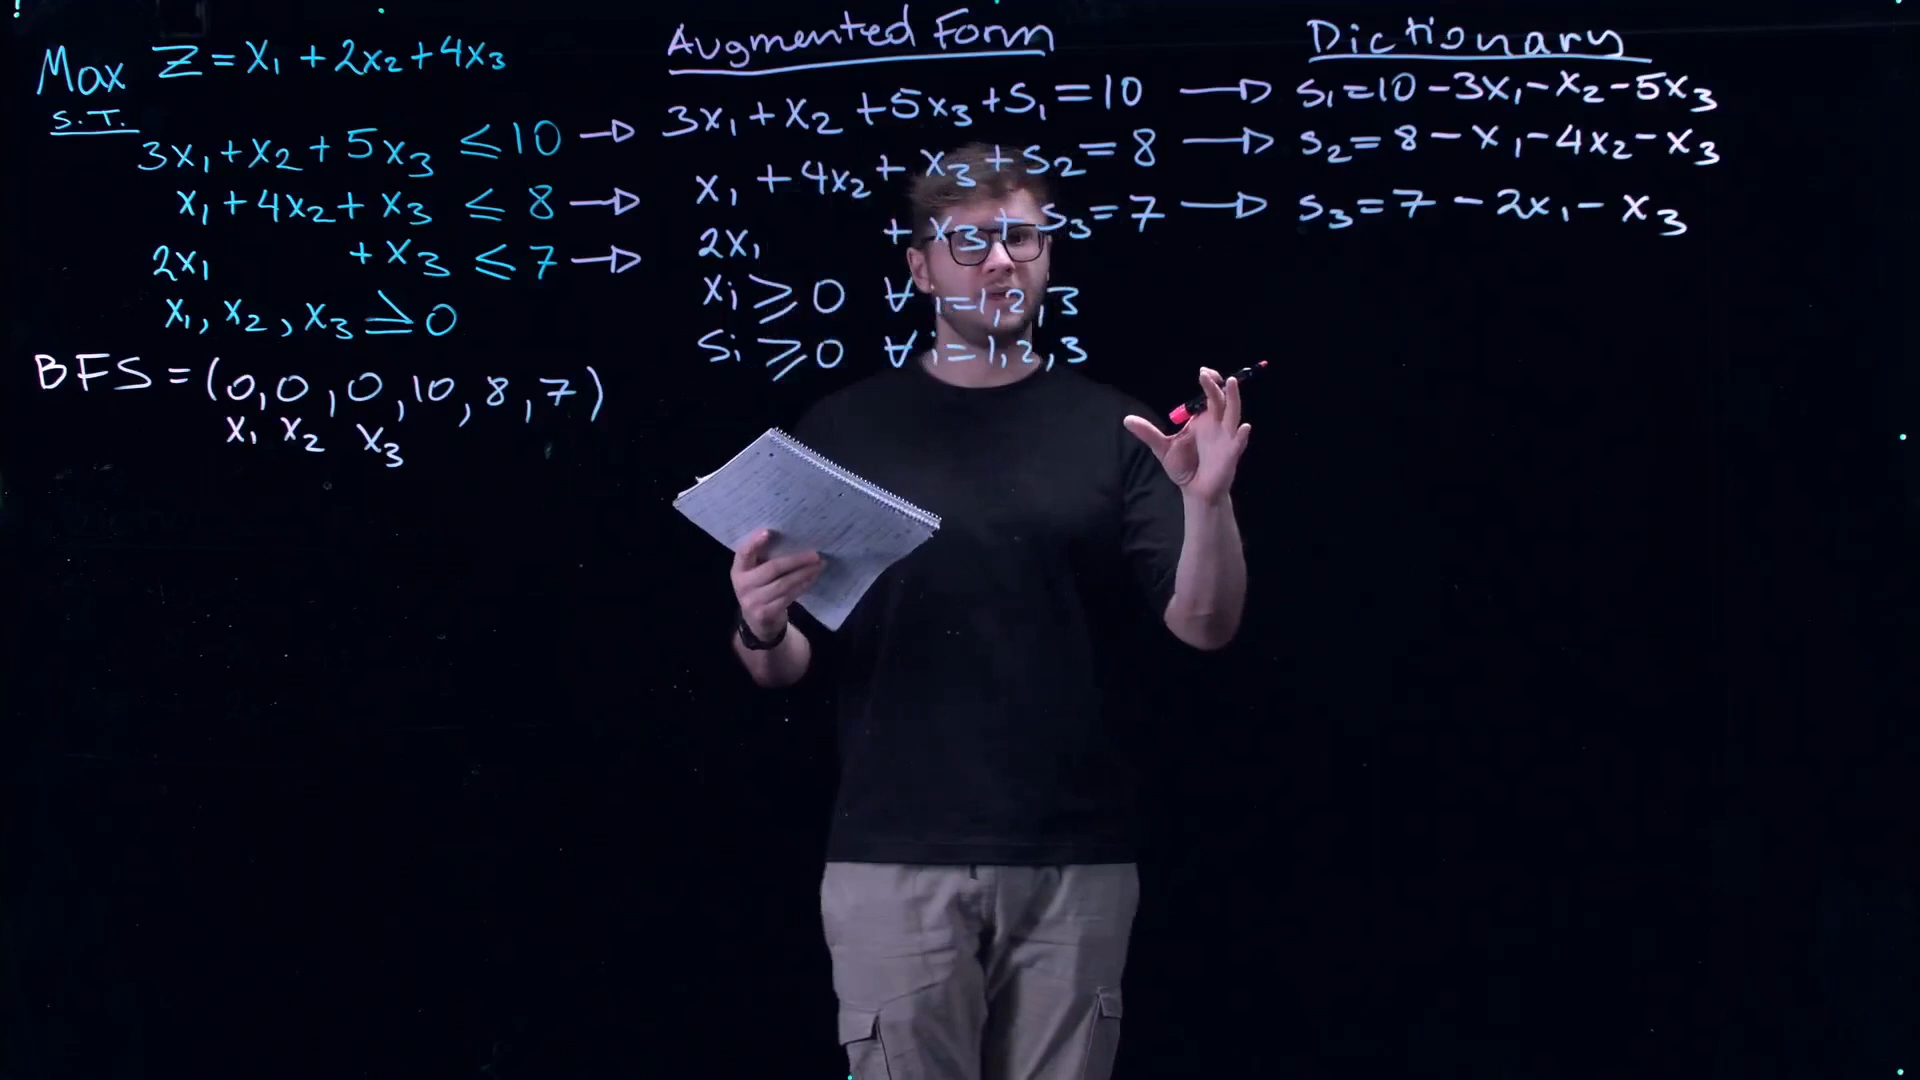 Max Z = x₁ + 2x₂ + 4x₃
S.T.
3x₁ + x₂ + 5x₃ ≤ 10 →
x₁ + 4x₂ + x₃ ≤ 8 →
2x₁ + x₃ ≤ 7 →
x₁, x₂, x₃ ≥ 0
BFS = (0, 0, 0, 10, 8, 7)
x₁ x₂ x₃
Augmented Form
3x₁ + x₂ + 5x₃ + S₁ = 10 →
x₁ + 4x₂ + x₃ + S₂ = 8 →
2x₁ + x₃ + S₃ = 7 →
xᵢ ≥ 0 ∀ i = 1, 2, 3
Sᵢ ≥ 0 ∀ i = 1, 2, 3
Dictionary
S₁ = 10 - 3x₁ - x₂ - 5x₃
S₂ = 8 - x₁ - 4x₂ - x₃
S₃ = 7 - 2x₁ - x₃